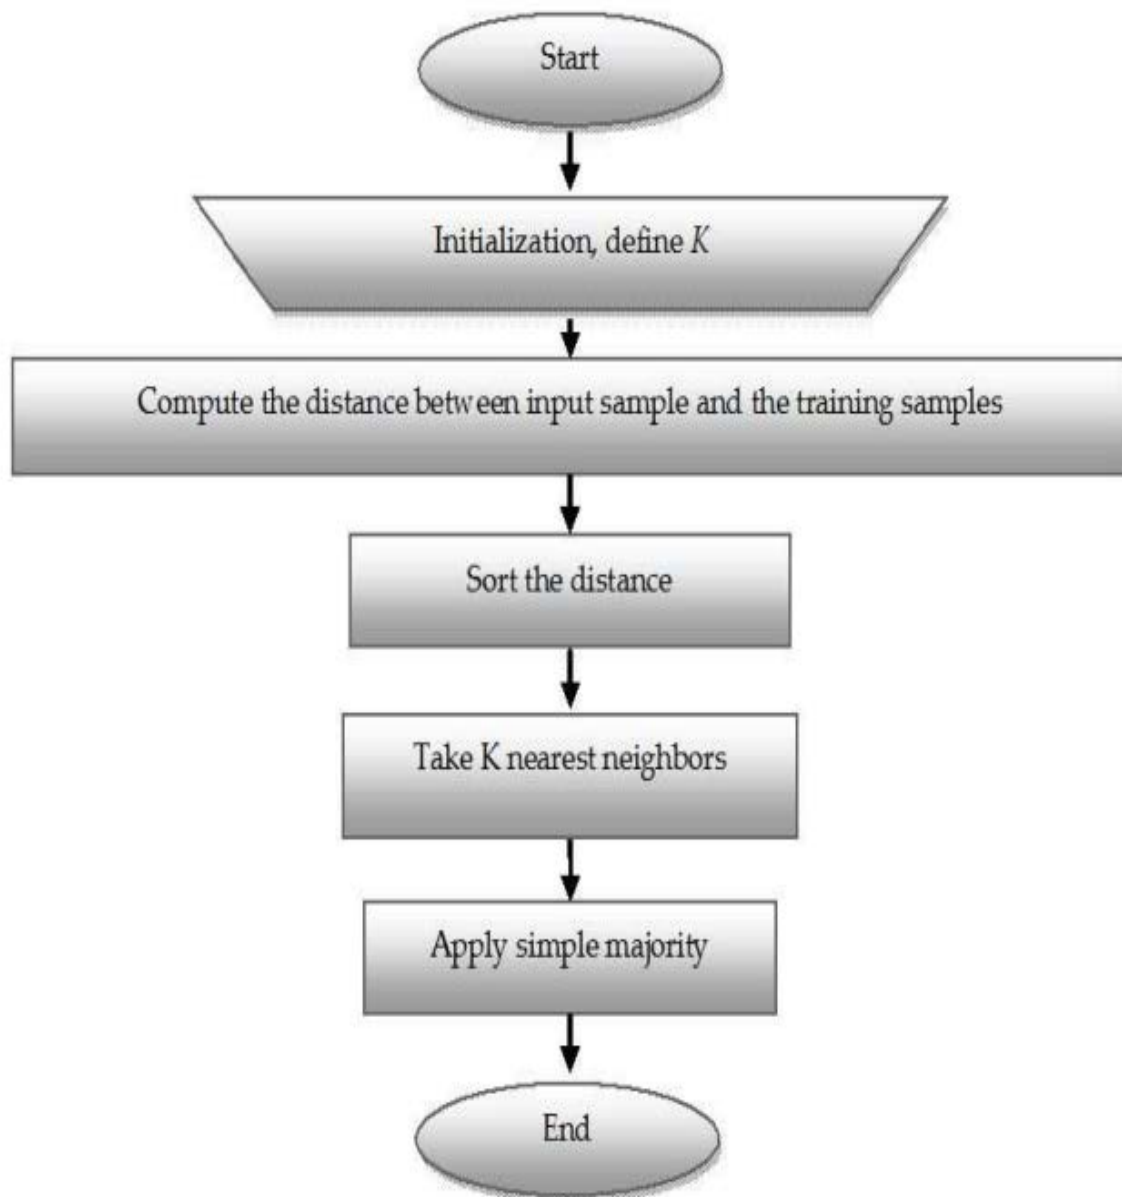 Start
Initialization, define K
Compute the distance between input sample and the training samples
Sort the distance
Take K nearest neighbors
Apply simple majority
End